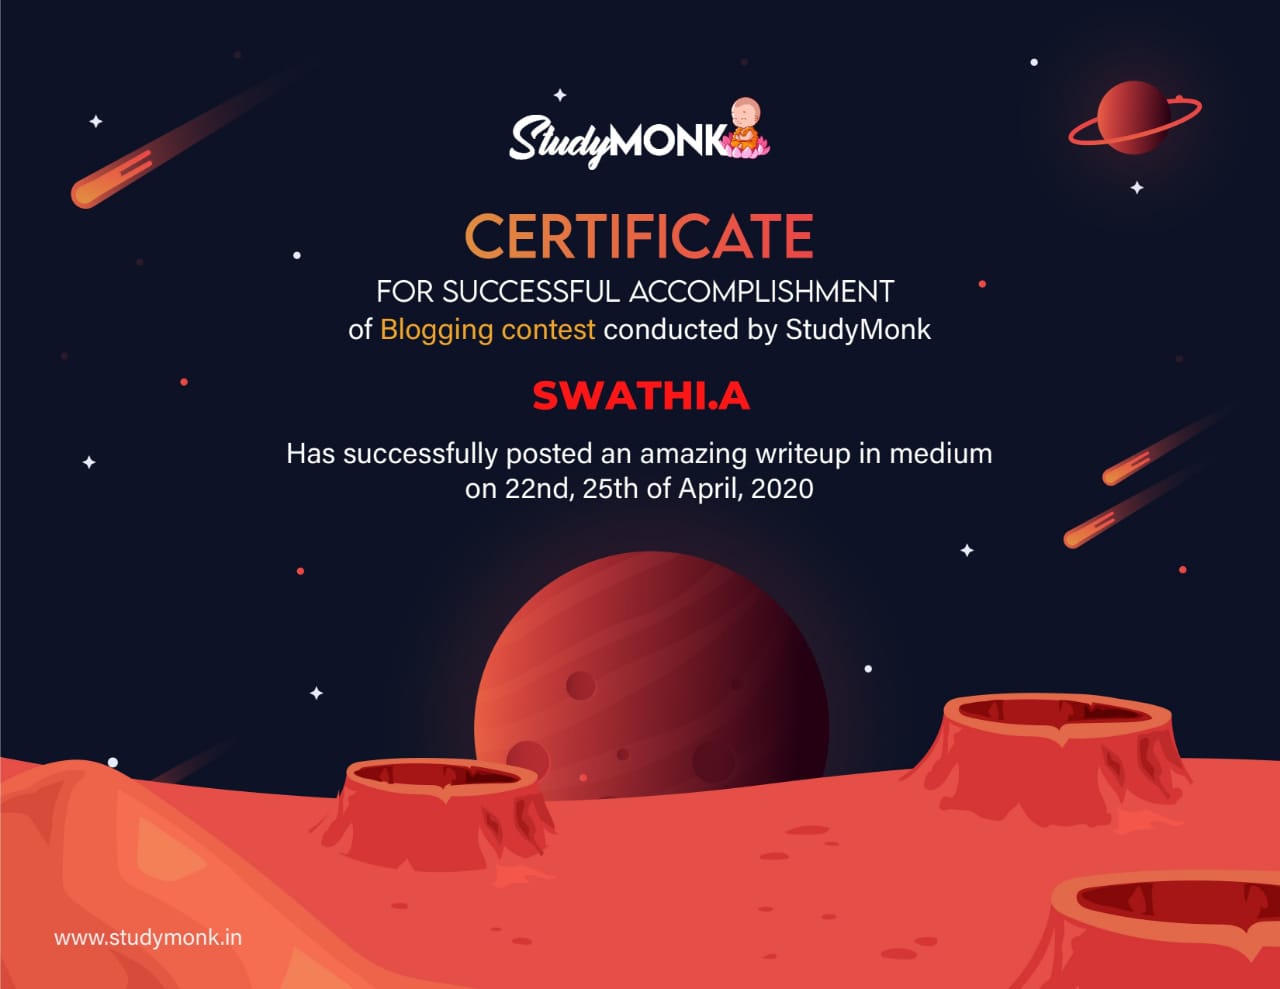 StudyMONK
CERTIFICATE
FOR SUCCESSFUL ACCOMPLISHMENT
of Blogging contest conducted by StudyMonk
SWATHI.A
Has successfully posted an amazing writeup in medium
on 22nd, 25th of April, 2020
www.studymonk.in